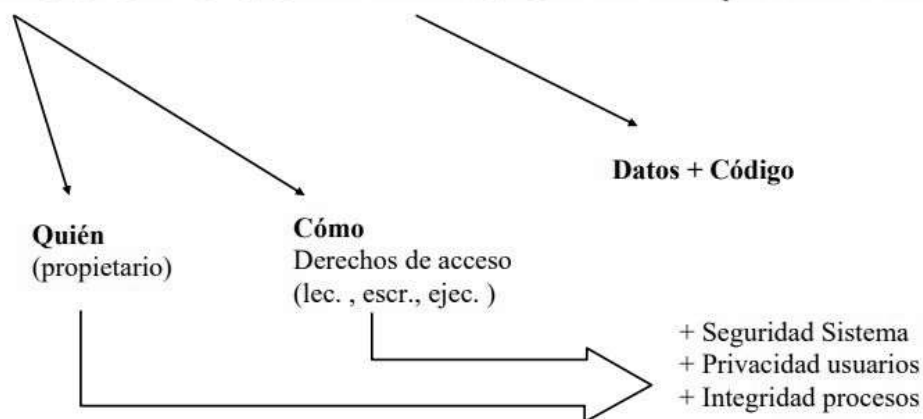 Quién
(propietario)
Cómo
Derechos de acceso
(lec. , escr., ejec. )
Datos + Código
+ Seguridad Sistema
+ Privacidad usuarios
+ Integridad procesos